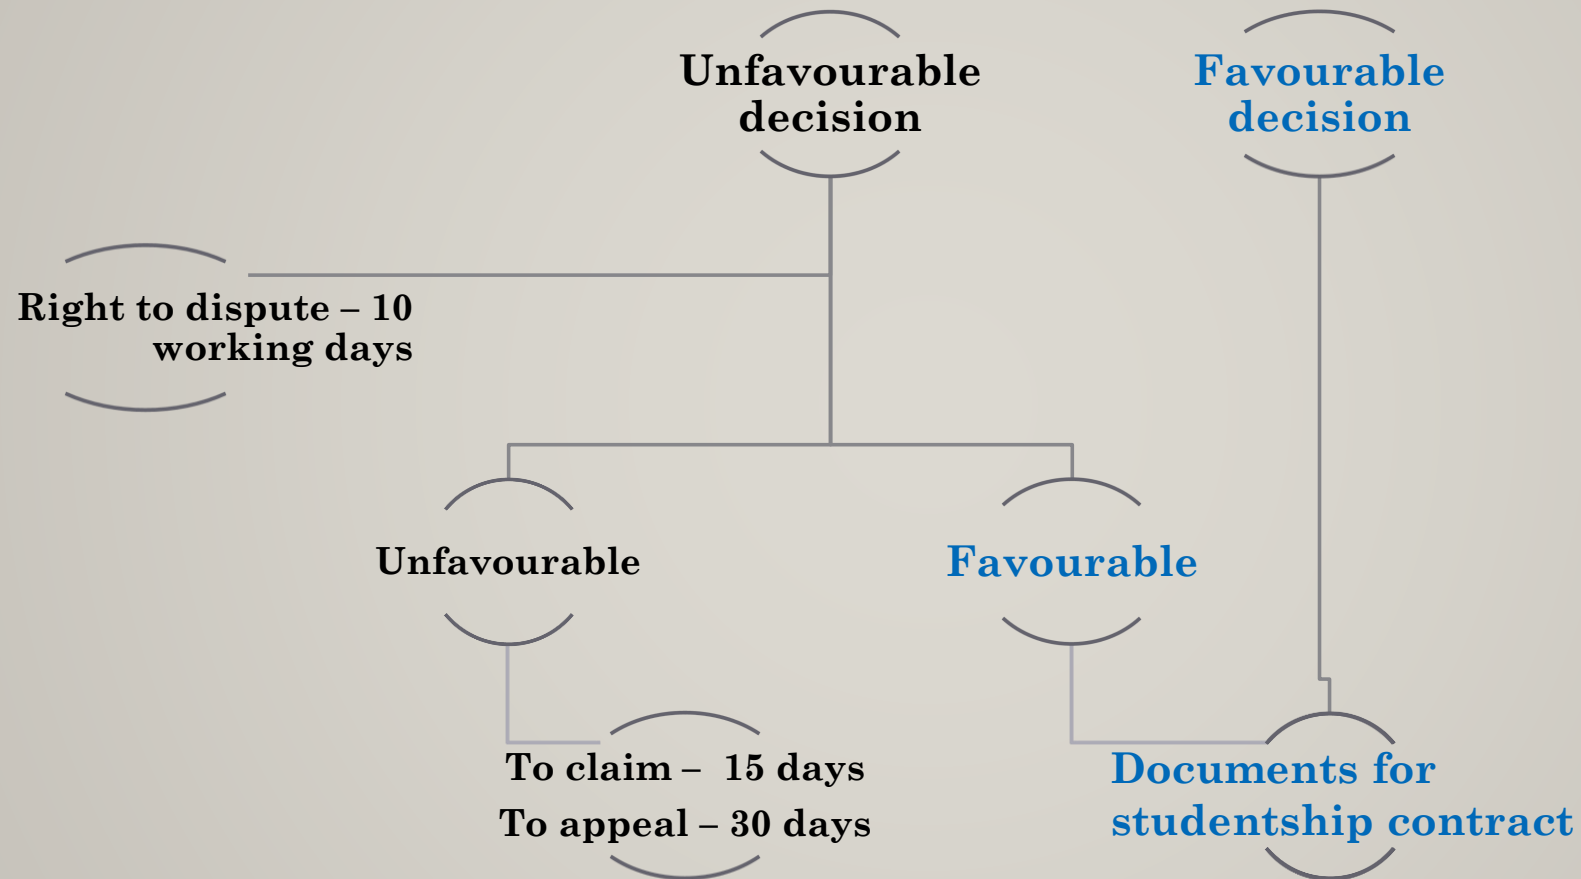 Unfavourable
decision
Favourable
decision
Right to dispute – 10
working days
Unfavourable
Favourable
To claim – 15 days
To appeal – 30 days
Documents for
studentship contract